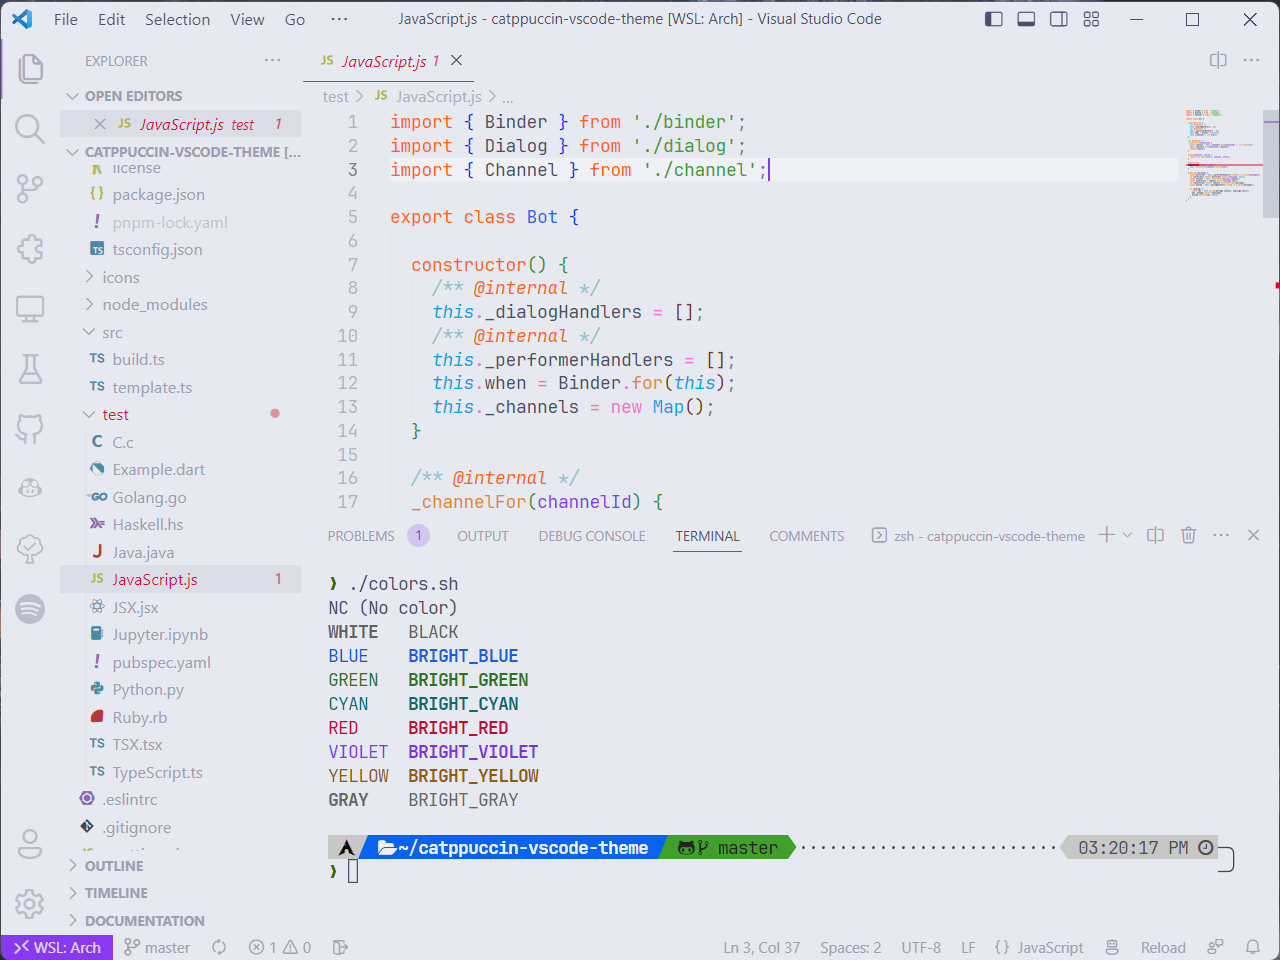 File Edit Selection View Go ··· JavaScript.js - catppuccin-vscode-theme [WSL: Arch] - Visual Studio Code
EXPLORER ···
OPEN EDITORS
JS JavaScript.js test 1
CATPPUCCIN-VSCODE-THEME [...
license
package.json
! pnpm-lock.yaml
TS tsconfig.json
icons
node_modules
src
TS build.ts
TS template.ts
test
C C.c
Example.dart
GO Golang.go
Haskell.hs
J Java.java
JS JavaScript.js 1
JSX.jsx
Jupyter.ipynb
! pubspec.yaml
Python.py
Ruby.rb
TS TSX.tsx
TS TypeScript.ts
.eslintrc
.gitignore
OUTLINE
TIMELINE
DOCUMENTATION
JS JavaScript.js 1
test > JS JavaScript.js > ...
1 import { Binder } from './binder';
2 import { Dialog } from './dialog';
3 import { Channel } from './channel';
4
5 export class Bot {
6
7 constructor() {
8 /** @internal */
9 this._dialogHandlers = [];
10 /** @internal */
11 this._performerHandlers = [];
12 this.when = Binder.for(this);
13 this._channels = new Map();
14 }
15
16 /** @internal */
17 _channelFor(channelId) {
PROBLEMS 1 OUTPUT DEBUG CONSOLE TERMINAL COMMENTS zsh - catppuccin-vscode-theme
❯ ./colors.sh
NC (No color)
WHITE BLACK
BLUE BRIGHT_BLUE
GREEN BRIGHT_GREEN
CYAN BRIGHT_CYAN
RED BRIGHT_RED
VIOLET BRIGHT_VIOLET
YELLOW BRIGHT_YELLOW
GRAY BRIGHT_GRAY
~/catppuccin-vscode-theme master 03:20:17 PM
❯
WSL: Arch master 1 0 Ln 3, Col 37 Spaces: 2 UTF-8 LF {} JavaScript Reload